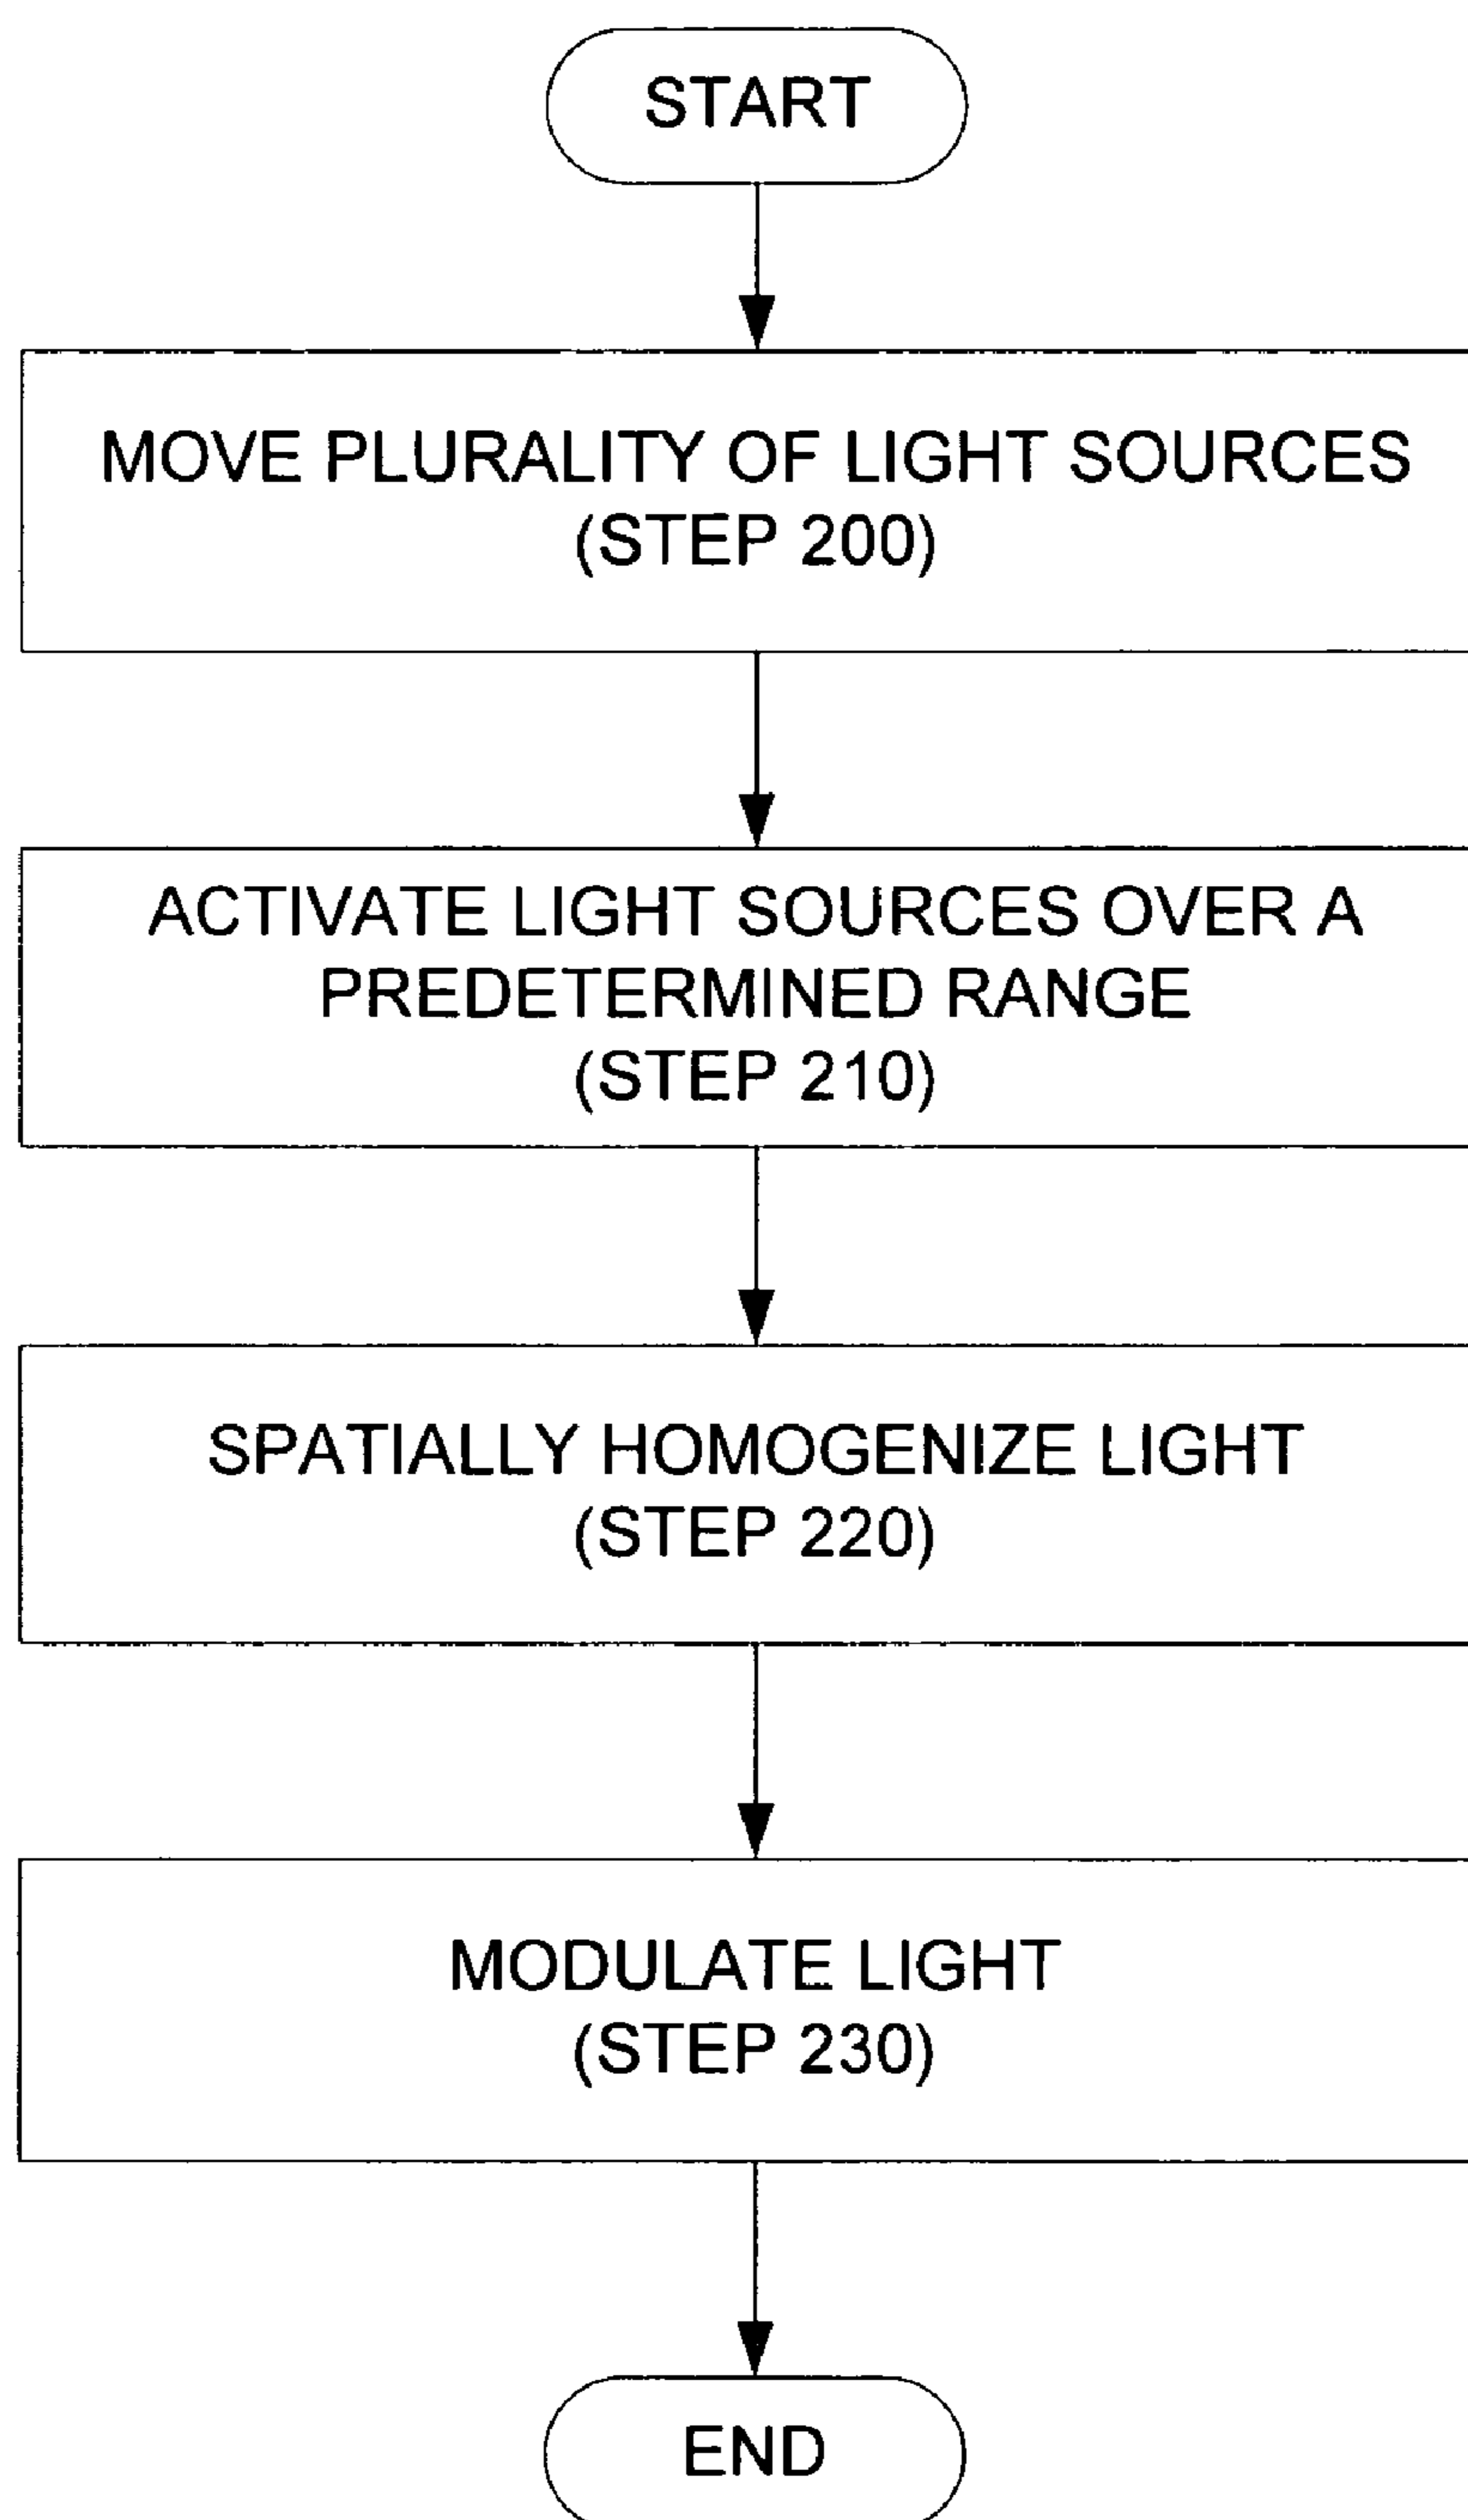 START
MOVE PLURALITY OF LIGHT SOURCES
(STEP 200)
ACTIVATE LIGHT SOURCES OVER A
PREDETERMINED RANGE
(STEP 210)
SPATIALLY HOMOGENIZE LIGHT
(STEP 220)
MODULATE LIGHT
(STEP 230)
END